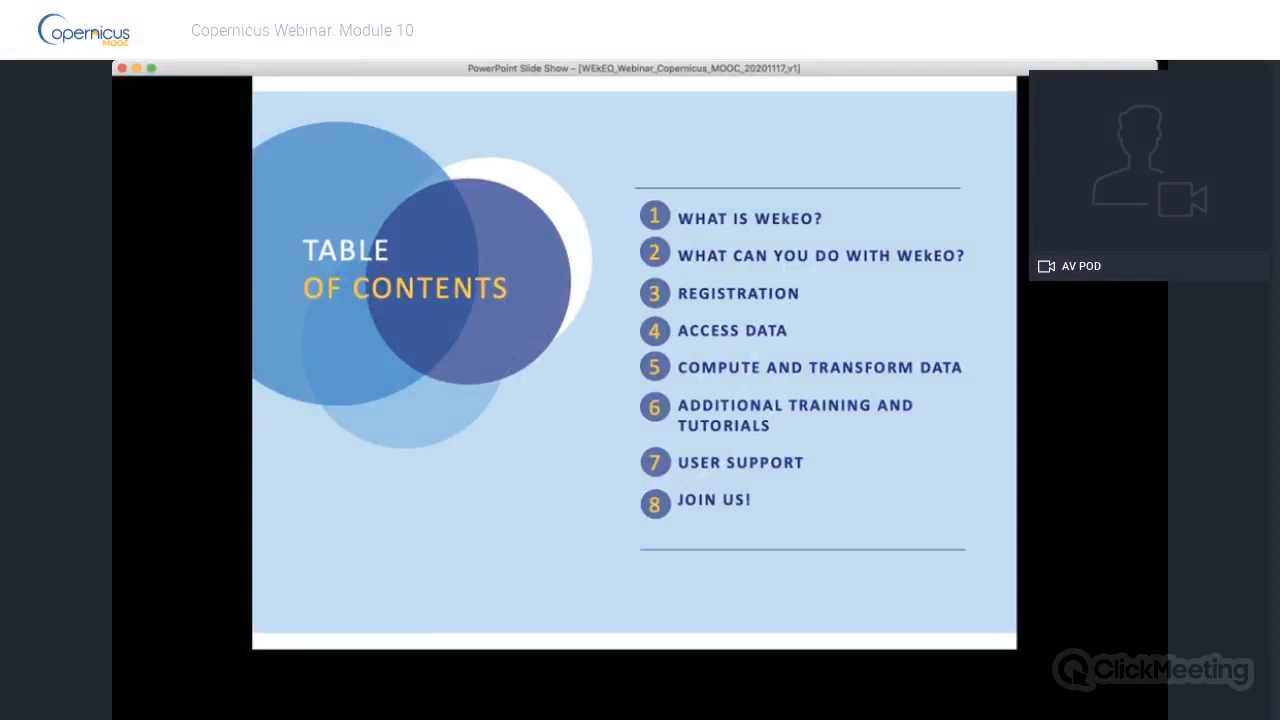 Copernicus
MOOC
Copernicus Webinar: Module 10
PowerPoint Slide Show – [WEkEO_Webinar_Copernicus_MOOC_20201117_v1]
TABLE
OF CONTENTS
1 WHAT IS WEkEO?
2 WHAT CAN YOU DO WITH WEkEO?
3 REGISTRATION
4 ACCESS DATA
5 COMPUTE AND TRANSFORM DATA
6 ADDITIONAL TRAINING AND
TUTORIALS
7 USER SUPPORT
8 JOIN US!
AV POD
ClickMeeting